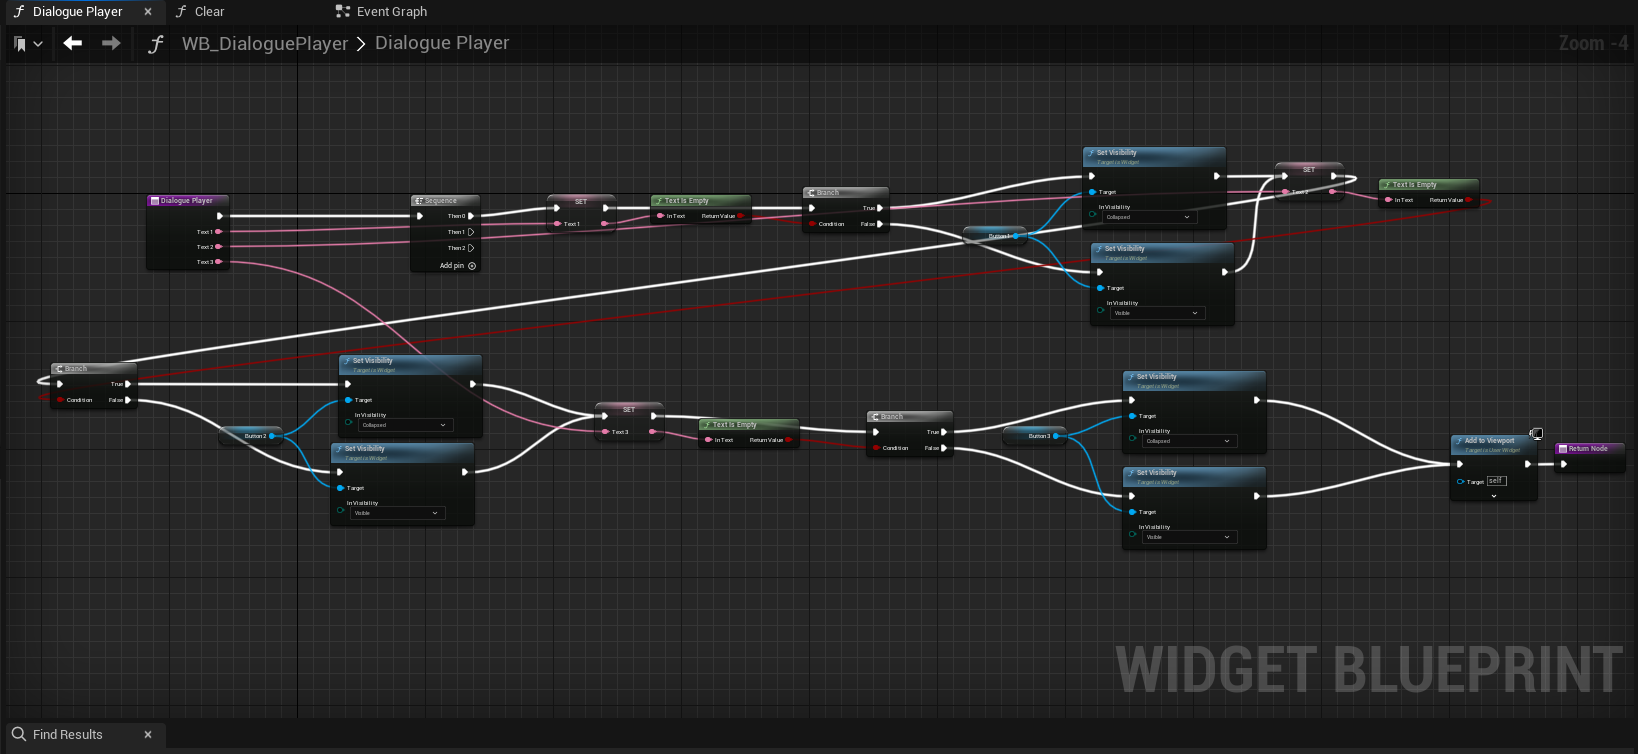 Dialogue Player
Clear
Event Graph
WB_DialoguePlayer > Dialogue Player
Zoom -4
Set Visibility
Target is Widget
Target
In Visibility
Collapsed
SET
Text 2
Text Is Empty
In Text
Return Value
Dialogue Player
Text 1
Text 2
Text 3
Sequence
Then 0
Then 1
Then 2
Add pin
SET
Text 1
Text Is Empty
In Text
Return Value
Branch
True
Condition
False
Button 1
Set Visibility
Target is Widget
Target
In Visibility
Visible
Branch
True
Condition
False
Button 2
Set Visibility
Target is Widget
Target
In Visibility
Collapsed
Set Visibility
Target is Widget
Target
In Visibility
Visible
SET
Text 3
Text Is Empty
In Text
Return Value
Branch
True
Condition
False
Button 3
Set Visibility
Target is Widget
Target
In Visibility
Collapsed
Set Visibility
Target is Widget
Target
In Visibility
Visible
Add to Viewport
Target is User Widget
Target
self
Return Node
WIDGET BLUEPRINT
Find Results